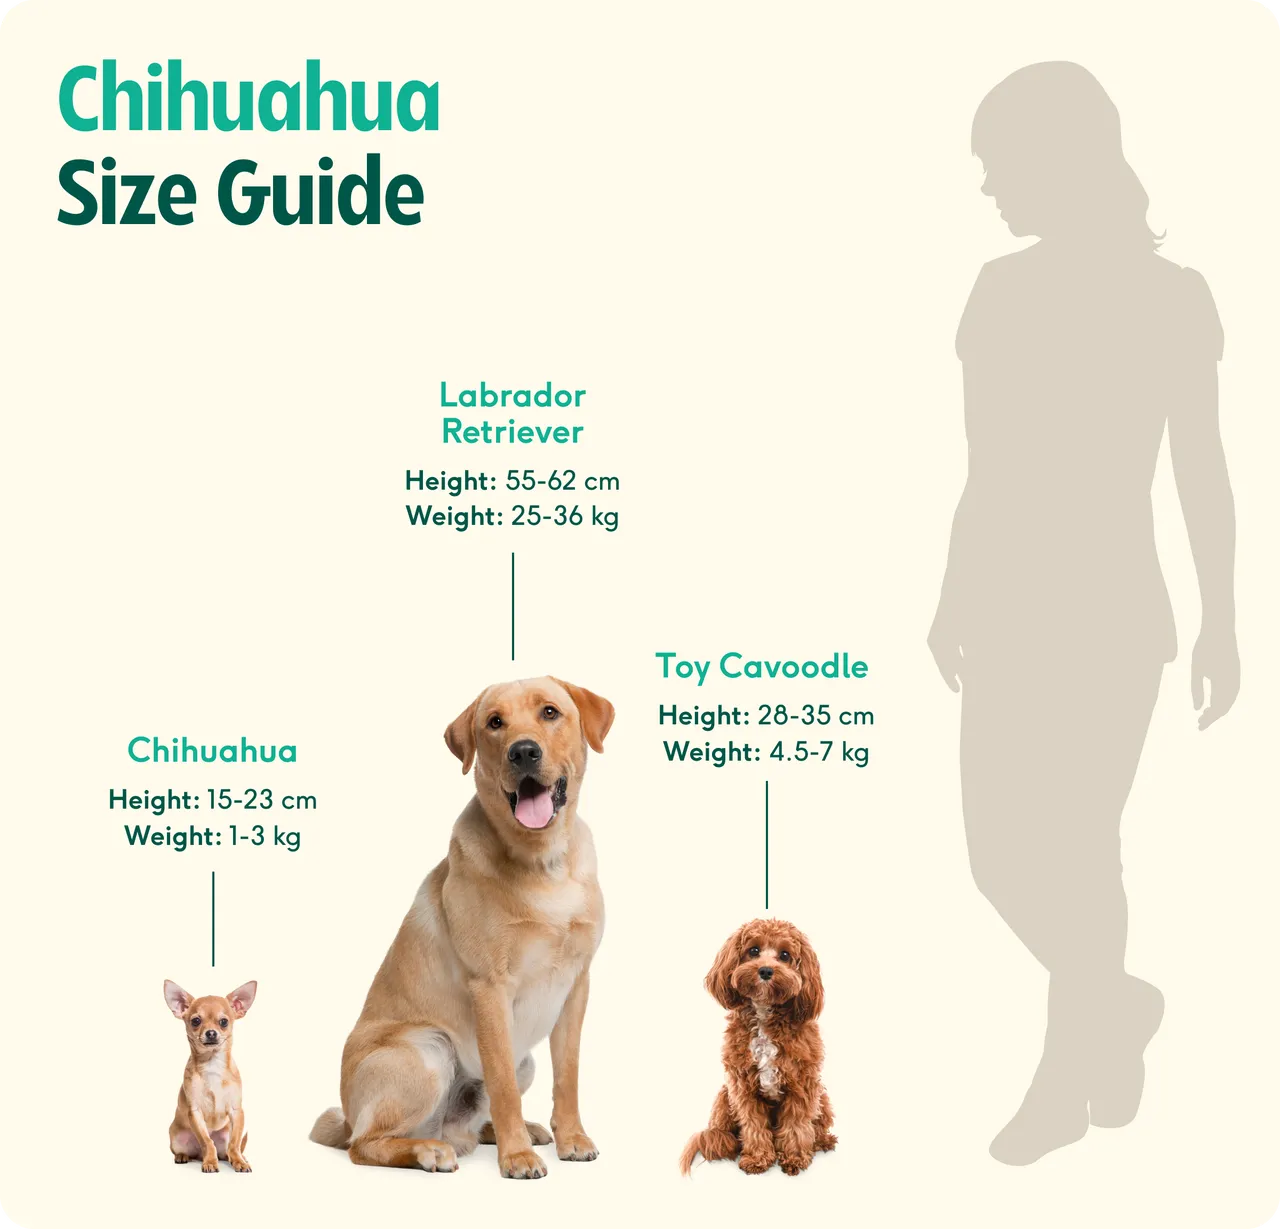 Chihuahua
Size Guide
Labrador
Retriever
Height: 55-62 cm
Weight: 25-36 kg
Toy Cavoodle
Height: 28-35 cm
Weight: 4.5-7 kg
Chihuahua
Height: 15-23 cm
Weight: 1-3 kg